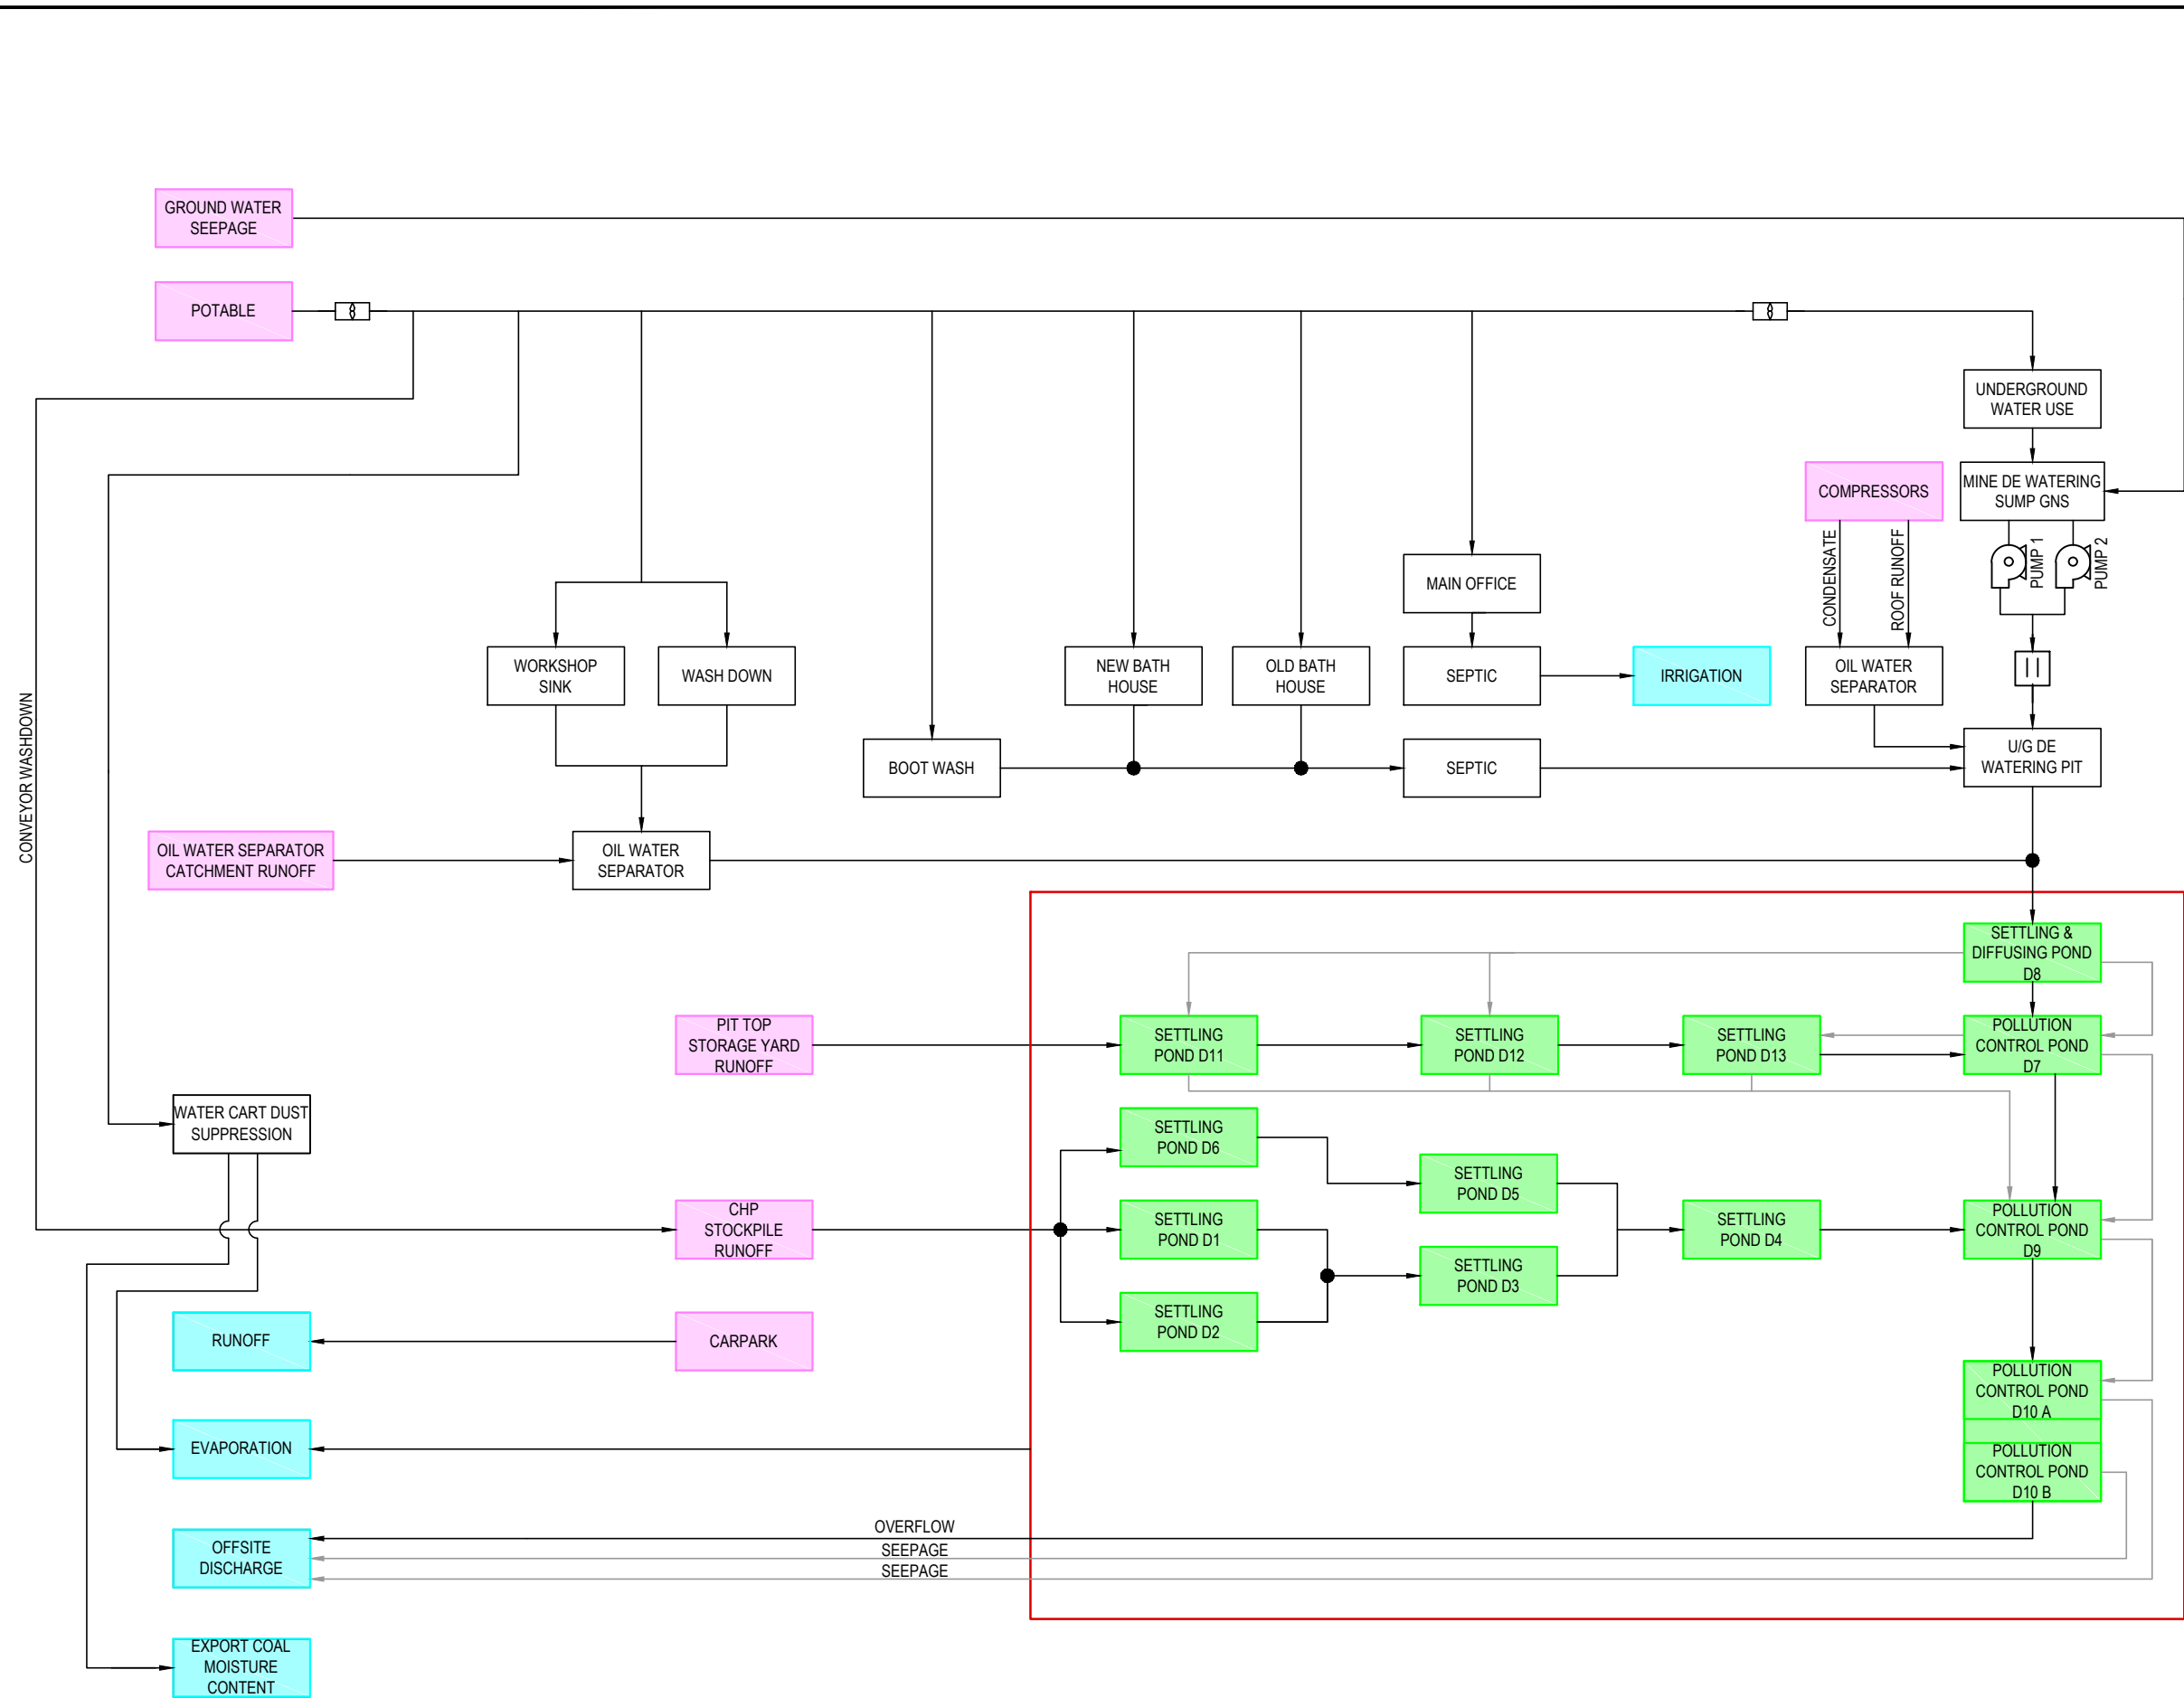 GROUND WATER
SEEPAGE
POTABLE
UNDERGROUND
WATER USE
COMPRESSORS
MINE DE WATERING
SUMP GNS
CONDENSATE
ROOF RUNOFF
PUMP 1
PUMP 2
MAIN OFFICE
WORKSHOP
SINK
WASH DOWN
NEW BATH
HOUSE
OLD BATH
HOUSE
SEPTIC
IRRIGATION
OIL WATER
SEPARATOR
CONVEYOR WASHDOWN
BOOT WASH
SEPTIC
U/G DE
WATERING PIT
OIL WATER SEPARATOR
CATCHMENT RUNOFF
OIL WATER
SEPARATOR
SETTLING &
DIFFUSING POND
D8
PIT TOP
STORAGE YARD
RUNOFF
SETTLING
POND D11
SETTLING
POND D12
SETTLING
POND D13
POLLUTION
CONTROL POND
D7
WATER CART DUST
SUPPRESSION
SETTLING
POND D6
SETTLING
POND D5
CHP
STOCKPILE
RUNOFF
SETTLING
POND D1
SETTLING
POND D4
POLLUTION
CONTROL POND
D9
SETTLING
POND D3
RUNOFF
CARPARK
SETTLING
POND D2
POLLUTION
CONTROL POND
D10 A
EVAPORATION
POLLUTION
CONTROL POND
D10 B
OFFSITE
DISCHARGE
OVERFLOW
SEEPAGE
SEEPAGE
EXPORT COAL
MOISTURE
CONTENT